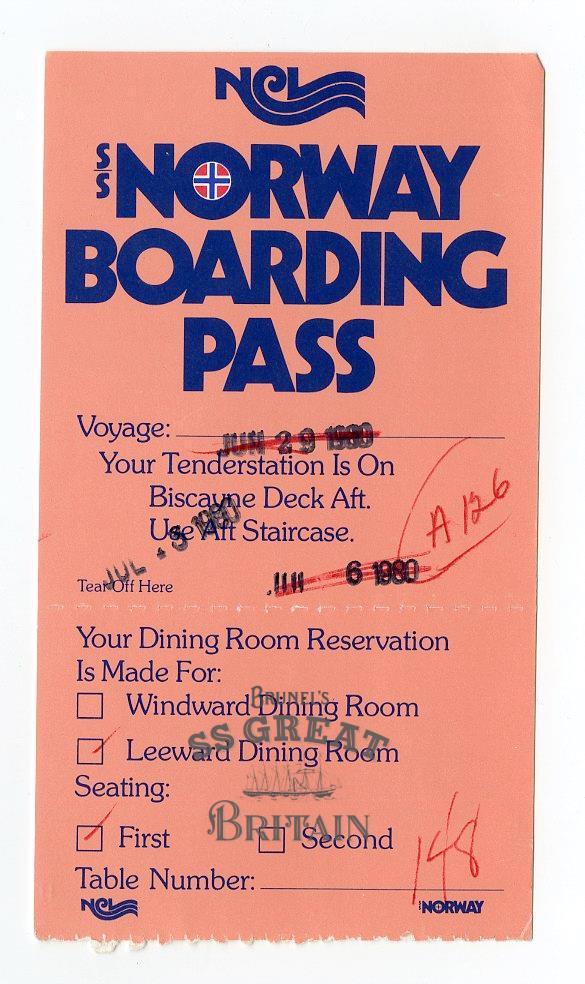 NCL
S/S NORWAY
BOARDING
PASS
Voyage: JUN 29 1980
Your Tenderstation Is On
Biscayne Deck Aft.
Use Aft Staircase.
A 126
JUL - 3 1980
Tear Off Here
6 1980
Your Dining Room Reservation
Is Made For:
Windward Dining Room
Leeward Dining Room
Seating:
First Second
Table Number: 148
NCL S/S NORWAY
BRUNEL'S
SS GREAT
BRITAIN